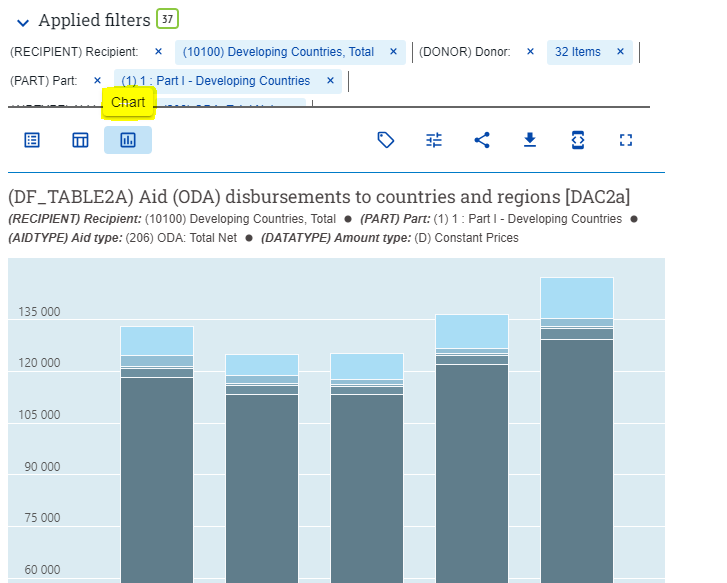 Applied filters 37
(RECIPIENT) Recipient: × (10100) Developing Countries, Total × (DONOR) Donor: × 32 Items ×
(PART) Part: × (1) 1 : Part I - Developing Countries ×
Chart
(DF_TABLE2A) Aid (ODA) disbursements to countries and regions [DAC2a]
(RECIPIENT) Recipient: (10100) Developing Countries, Total ● (PART) Part: (1) 1 : Part I - Developing Countries ●
(AIDTYPE) Aid type: (206) ODA: Total Net ● (DATATYPE) Amount type: (D) Constant Prices
135 000
120 000
105 000
90 000
75 000
60 000